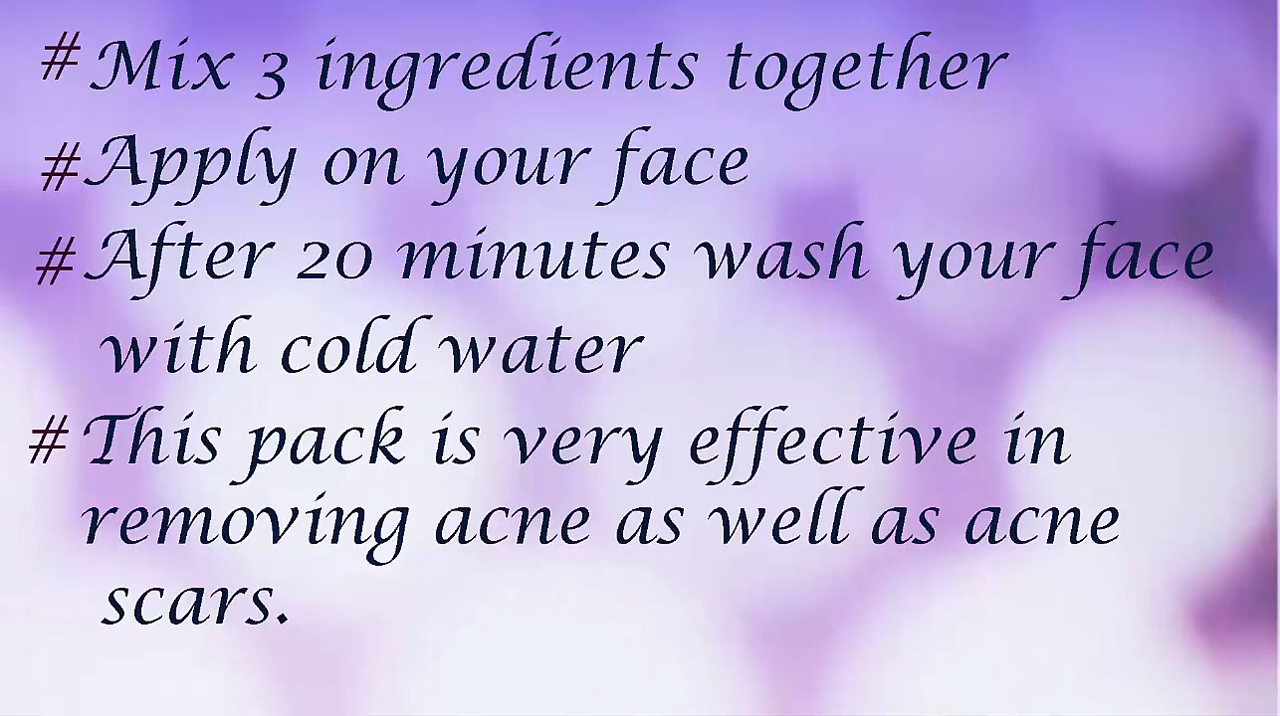 # Mix 3 ingredients together
# Apply on your face
# After 20 minutes wash your face
with cold water
# This pack is very effective in
removing acne as well as acne
scars.